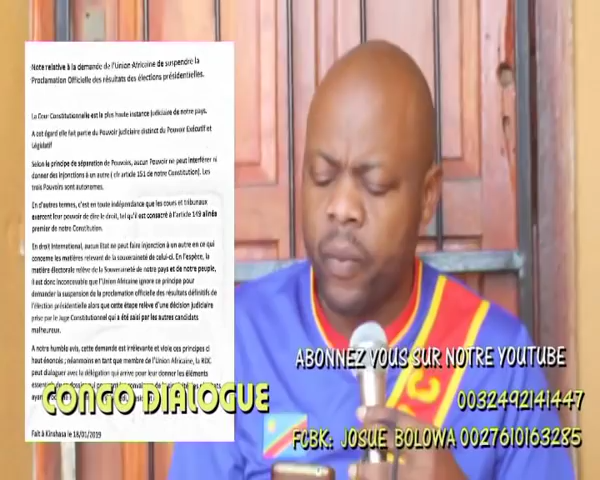 Note relative à la demande de l'Union Africaine de suspendre la
Proclamation Officielle des résultats des élections présidentielles.
La Cour Constitutionnelle est le plus haute instance judiciaire de notre pays.
A cet égard elle fait partie du Pouvoir judiciaire distinct du Pouvoir Exécutif et
Législatif
Selon le principe de séparation de Pouvoirs, aucun Pouvoir ne peut interférer ni
donner des injonctions à un autre (cfr article 151 de notre Constitution). Les
trois Pouvoirs sont autonomes.
En d'autres termes, c'est en toute indépendance que les cours et tribunaux
exercent leur pouvoir de dire le droit, tel qu'il est consacré à l'article 149 alinéa
premier de notre Constitution.
En droit international, aucun Etat ne peut faire injonction à un autre en ce qui
concerne les matières relevant de la souveraineté de celui-ci. En l'espèce, la
matière électorale relève de la Souveraineté de notre pays et de notre peuple,
il est donc inconcevable que l'Union Africaine ignore ce principe pour
demander la suspension de la proclamation officielle des résultats définitifs de
l'élection présidentielle alors que cette étape relève d'une décision judiciaire
prise par le Juge Constitutionnel qui a été saisi par les autres candidats
malheureux.
A notre humble avis, cette demande est irrélevante et viole ces principes ci
haut énoncés ; néanmoins en tant que membre de l'Union Africaine, la RDC
peut dialoguer avec la délégation qui arrive pour leur donner les éléments
Fait à Kinshasa le 18/01/2019
CONGO DIALOGUE
ABONNEZ VOUS SUR NOTRE YOUTUBE
0032492141447
FCBK: JOSUE BOLOWA 0027610163285